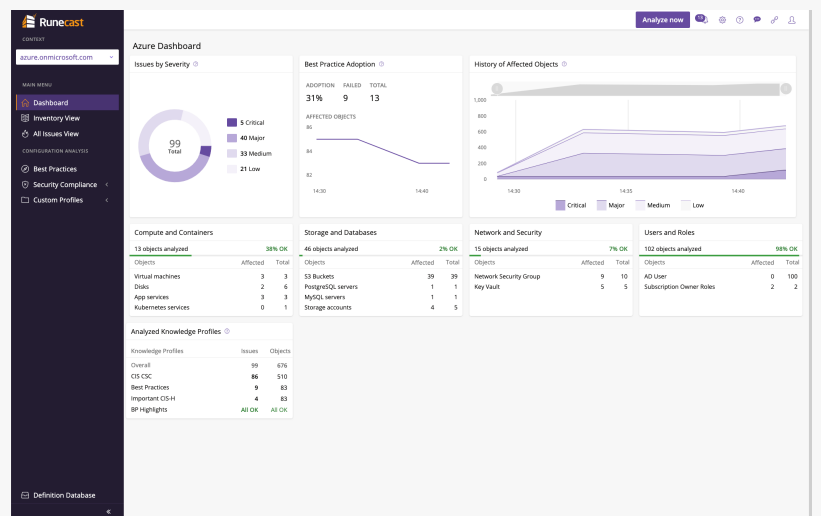 Runecast
CONTEXT
azure.onmicrosoft.com
MAIN MENU
Dashboard
Inventory View
All Issues View
CONFIGURATION ANALYSIS
Best Practices
Security Compliance
Custom Profiles
Definition Database
Analyze now
Azure Dashboard
Issues by Severity
99
Total
5 Critical
40 Major
33 Medium
21 Low
Best Practice Adoption
ADOPTION FAILED TOTAL
31% 9 13
AFFECTED OBJECTS
86
84
82
14:30 14:40
History of Affected Objects
1,000
800
600
400
200
0
14:30 14:35 14:40
Critical Major Medium Low
Compute and Containers
13 objects analyzed 38% OK
Objects Affected Total
Virtual machines 3 3
Disks 2 6
App services 3 3
Kubernetes services 0 1
Storage and Databases
46 objects analyzed 2% OK
Objects Affected Total
S3 Buckets 39 39
PostgreSQL servers 1 1
MySQL servers 1 1
Storage accounts 4 5
Network and Security
15 objects analyzed 7% OK
Objects Affected Total
Network Security Group 9 10
Key Vault 5 5
Users and Roles
102 objects analyzed 98% OK
Objects Affected Total
AD User 0 100
Subscription Owner Roles 2 2
Analyzed Knowledge Profiles
Knowledge Profiles Issues Objects
Overall 99 676
CIS CSC 86 510
Best Practices 9 83
Important CIS-H 4 83
BP Highlights All OK All OK